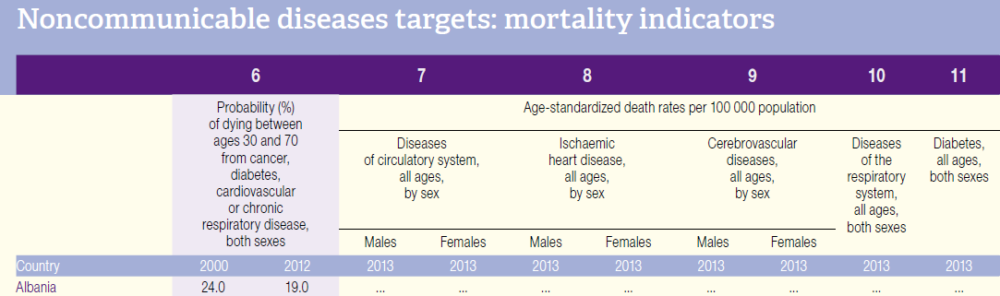 Noncommunicable diseases targets: mortality indicators
6 7 8 9 10 11
Probability (%)
of dying between
ages 30 and 70
from cancer,
diabetes,
cardiovascular
or chronic
respiratory disease,
both sexes
Age-standardized death rates per 100 000 population
Diseases
of circulatory system,
all ages,
by sex
Ischaemic
heart disease,
all ages,
by sex
Cerebrovascular
diseases,
all ages,
by sex
Diseases
of the
respiratory
system,
all ages,
both sexes
Diabetes,
all ages,
both sexes
Males Females Males Females Males Females
Country 2000 2012 2013 2013 2013 2013 2013 2013 2013 2013
Albania 24.0 19.0 ... ... ... ... ... ... ... ...